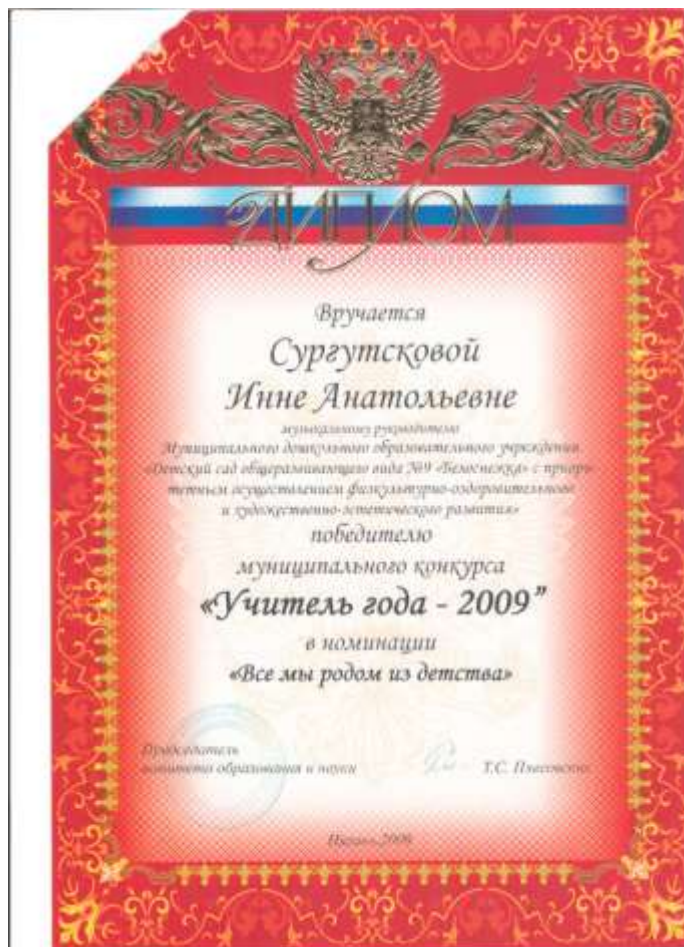 ДИПЛОМ
Вручается
Сургутсковой
Инне Анатольевне
музыкальному руководителю
Муниципального дошкольного образовательного учреждения
«Детский сад общеразвивающего вида №9 «Белоснежка» с приори-
тетным осуществлением физкультурно-оздоровительного
и художественно-эстетического развития»
победителю
муниципального конкурса
«Учитель года - 2009”
в номинации
«Все мы родом из детства»
Председатель
комитета образования и науки Т.С.
2009